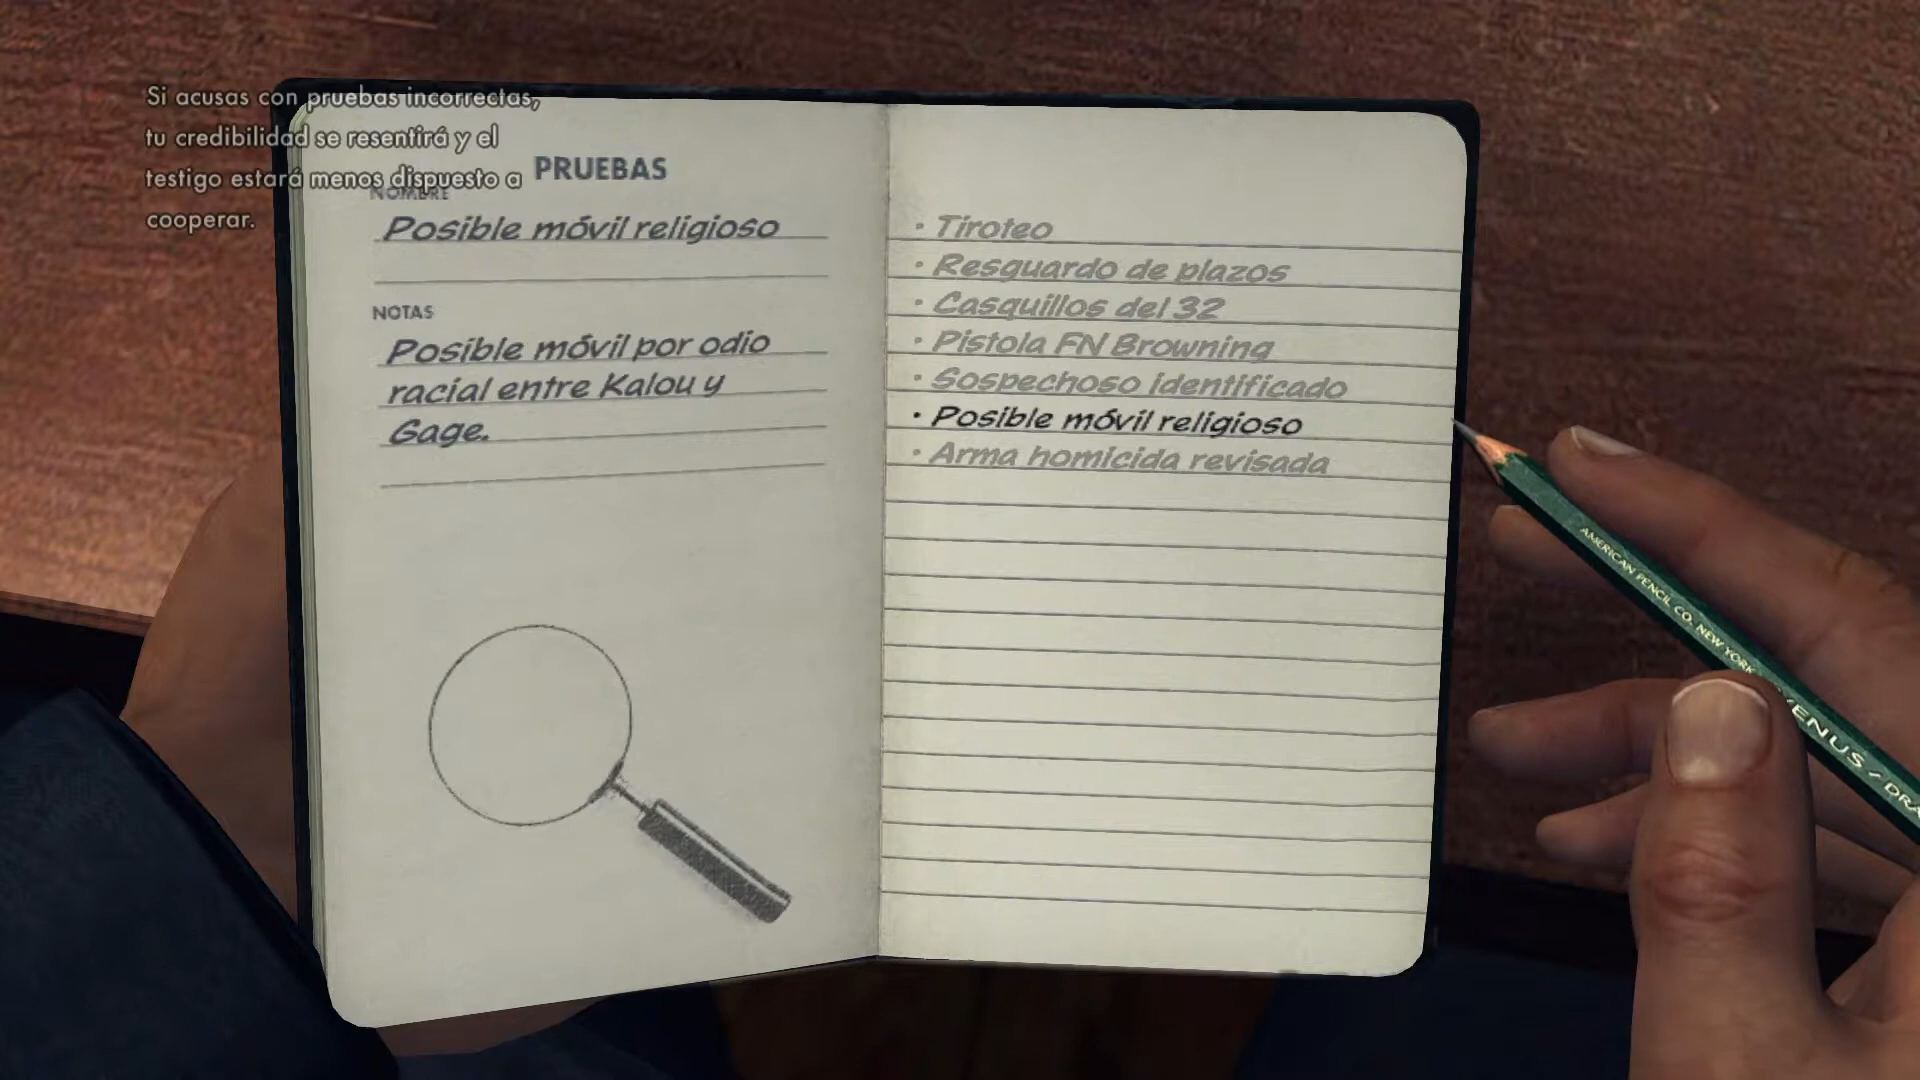 Si acusas con pruebas incorrectas,
tu credibilidad se resentirá y el
testigo estará menos dispuesto a
cooperar.
PRUEBAS
NOMBRE
Posible móvil religioso
NOTAS
Posible móvil por odio
racial entre Kalou y
Gage.
• Tiroteo
• Resguardo de plazos
• Casquillos del 32
• Pistola FN Browning
• Sospechoso identificado
• Posible móvil religioso
• Arma homicida revisada
AMERICAN PENCIL CO. NEW YORK
VENUS / DRA